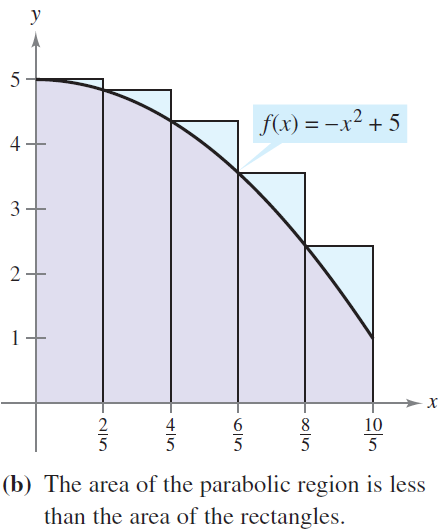 y
5
f(x) = −x² + 5
4
3
2
1
x
2/5 4/5 6/5 8/5 10/5
(b) The area of the parabolic region is less
than the area of the rectangles.